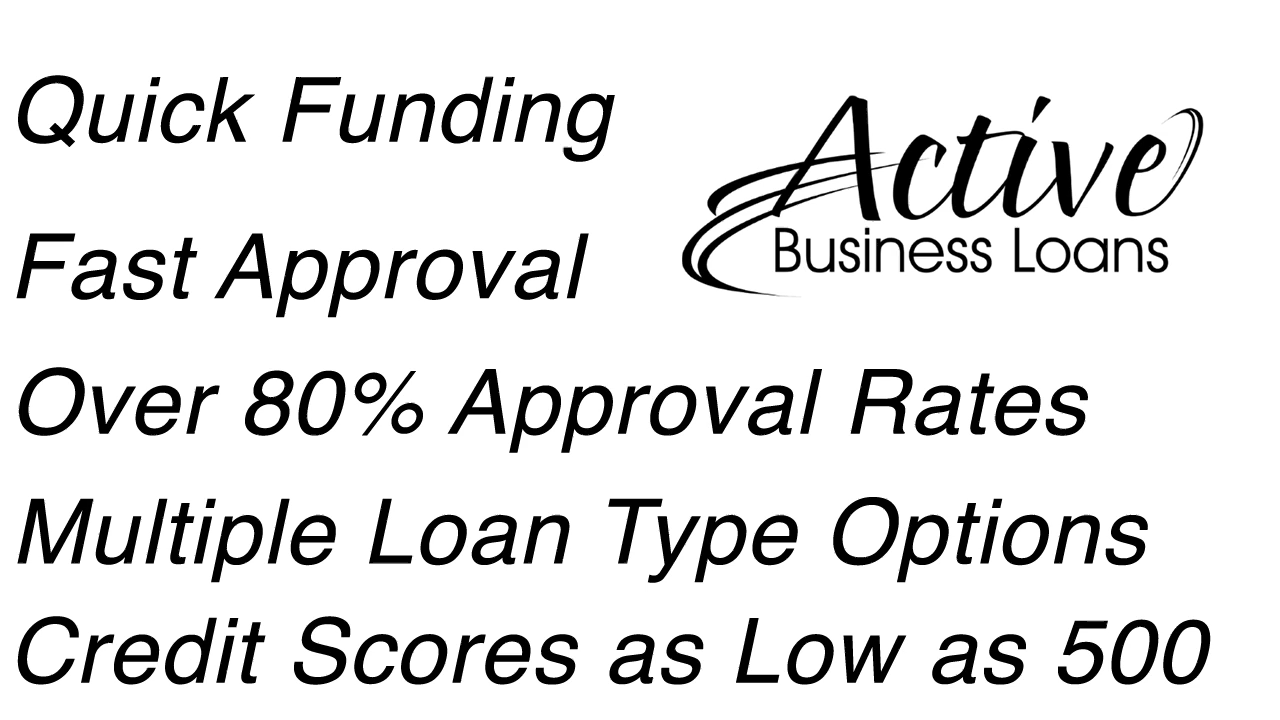 Quick Funding
Active
Business Loans
Fast Approval
Over 80% Approval Rates
Multiple Loan Type Options
Credit Scores as Low as 500